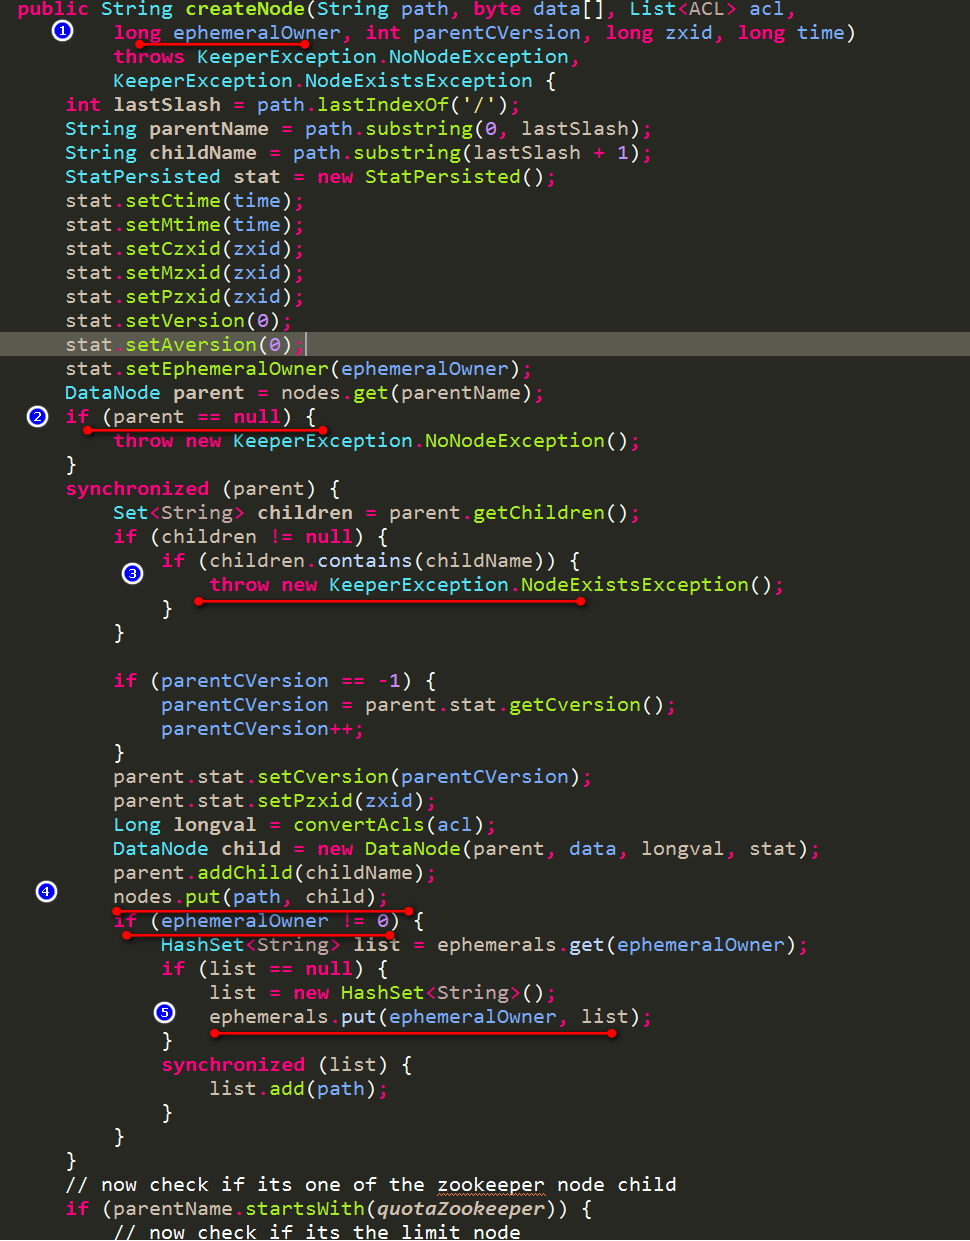 public String createNode(String path, byte data[], List<ACL> acl,
1 long ephemeralOwner, int parentCVersion, long zxid, long time)
throws KeeperException.NoNodeException,
KeeperException.NodeExistsException {
int lastSlash = path.lastIndexOf('/');
String parentName = path.substring(0, lastSlash);
String childName = path.substring(lastSlash + 1);
StatPersisted stat = new StatPersisted();
stat.setCtime(time);
stat.setMtime(time);
stat.setCzxid(zxid);
stat.setMzxid(zxid);
stat.setPzxid(zxid);
stat.setVersion(0);
stat.setAversion(0);
stat.setEphemeralOwner(ephemeralOwner);
DataNode parent = nodes.get(parentName);
2 if (parent == null) {
throw new KeeperException.NoNodeException();
}
synchronized (parent) {
Set<String> children = parent.getChildren();
if (children != null) {
3 if (children.contains(childName)) {
throw new KeeperException.NodeExistsException();
}
}
if (parentCVersion == -1) {
parentCVersion = parent.stat.getCversion();
parentCVersion++;
}
parent.stat.setCversion(parentCVersion);
parent.stat.setPzxid(zxid);
Long longval = convertAcls(acl);
DataNode child = new DataNode(parent, data, longval, stat);
parent.addChild(childName);
4 nodes.put(path, child);
if (ephemeralOwner != 0) {
HashSet<String> list = ephemerals.get(ephemeralOwner);
if (list == null) {
list = new HashSet<String>();
5 ephemerals.put(ephemeralOwner, list);
}
synchronized (list) {
list.add(path);
}
}
}
// now check if its one of the zookeeper node child
if (parentName.startsWith(quotaZookeeper)) {
// now check if its the limit node